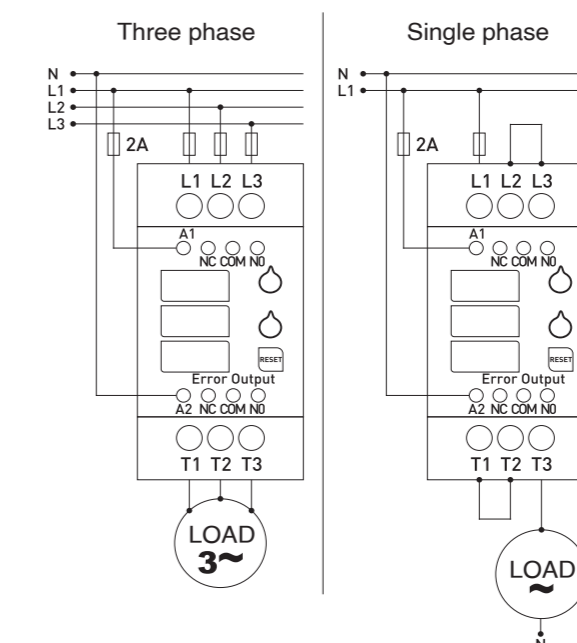 Three phase
N
L1
L2
L3
2A
L1 L2 L3
A1
NC COM NO
RESET
Error Output
A2 NC COM NO
T1 T2 T3
LOAD
3~
Single phase
N
L1
2A
L1 L2 L3
A1
NC COM NO
RESET
Error Output
A2 NC COM NO
T1 T2 T3
LOAD
~
N